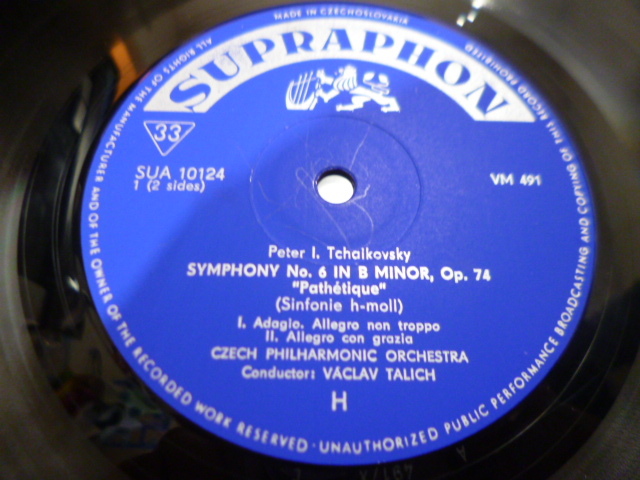 MADE IN CZECHOSLOVAKIA
ALL RIGHTS OF THE MANUFACTURER AND OF THE OWNER OF THE RECORDED WORK RESERVED · UNAUTHORIZED PUBLIC PERFORMANCE BROADCASTING AND COPYING OF THIS RECORD PROHIBITED
SUPRAPHON
33
SUA 10124
1 (2 sides)
VM 491
Peter I. Tchaikovsky
SYMPHONY No. 6 IN B MINOR, Op. 74
"Pathétique"
(Sinfonie h-moll)
I. Adagio. Allegro non troppo
II. Allegro con grazia
CZECH PHILHARMONIC ORCHESTRA
Conductor: VÁCLAV TALICH
H